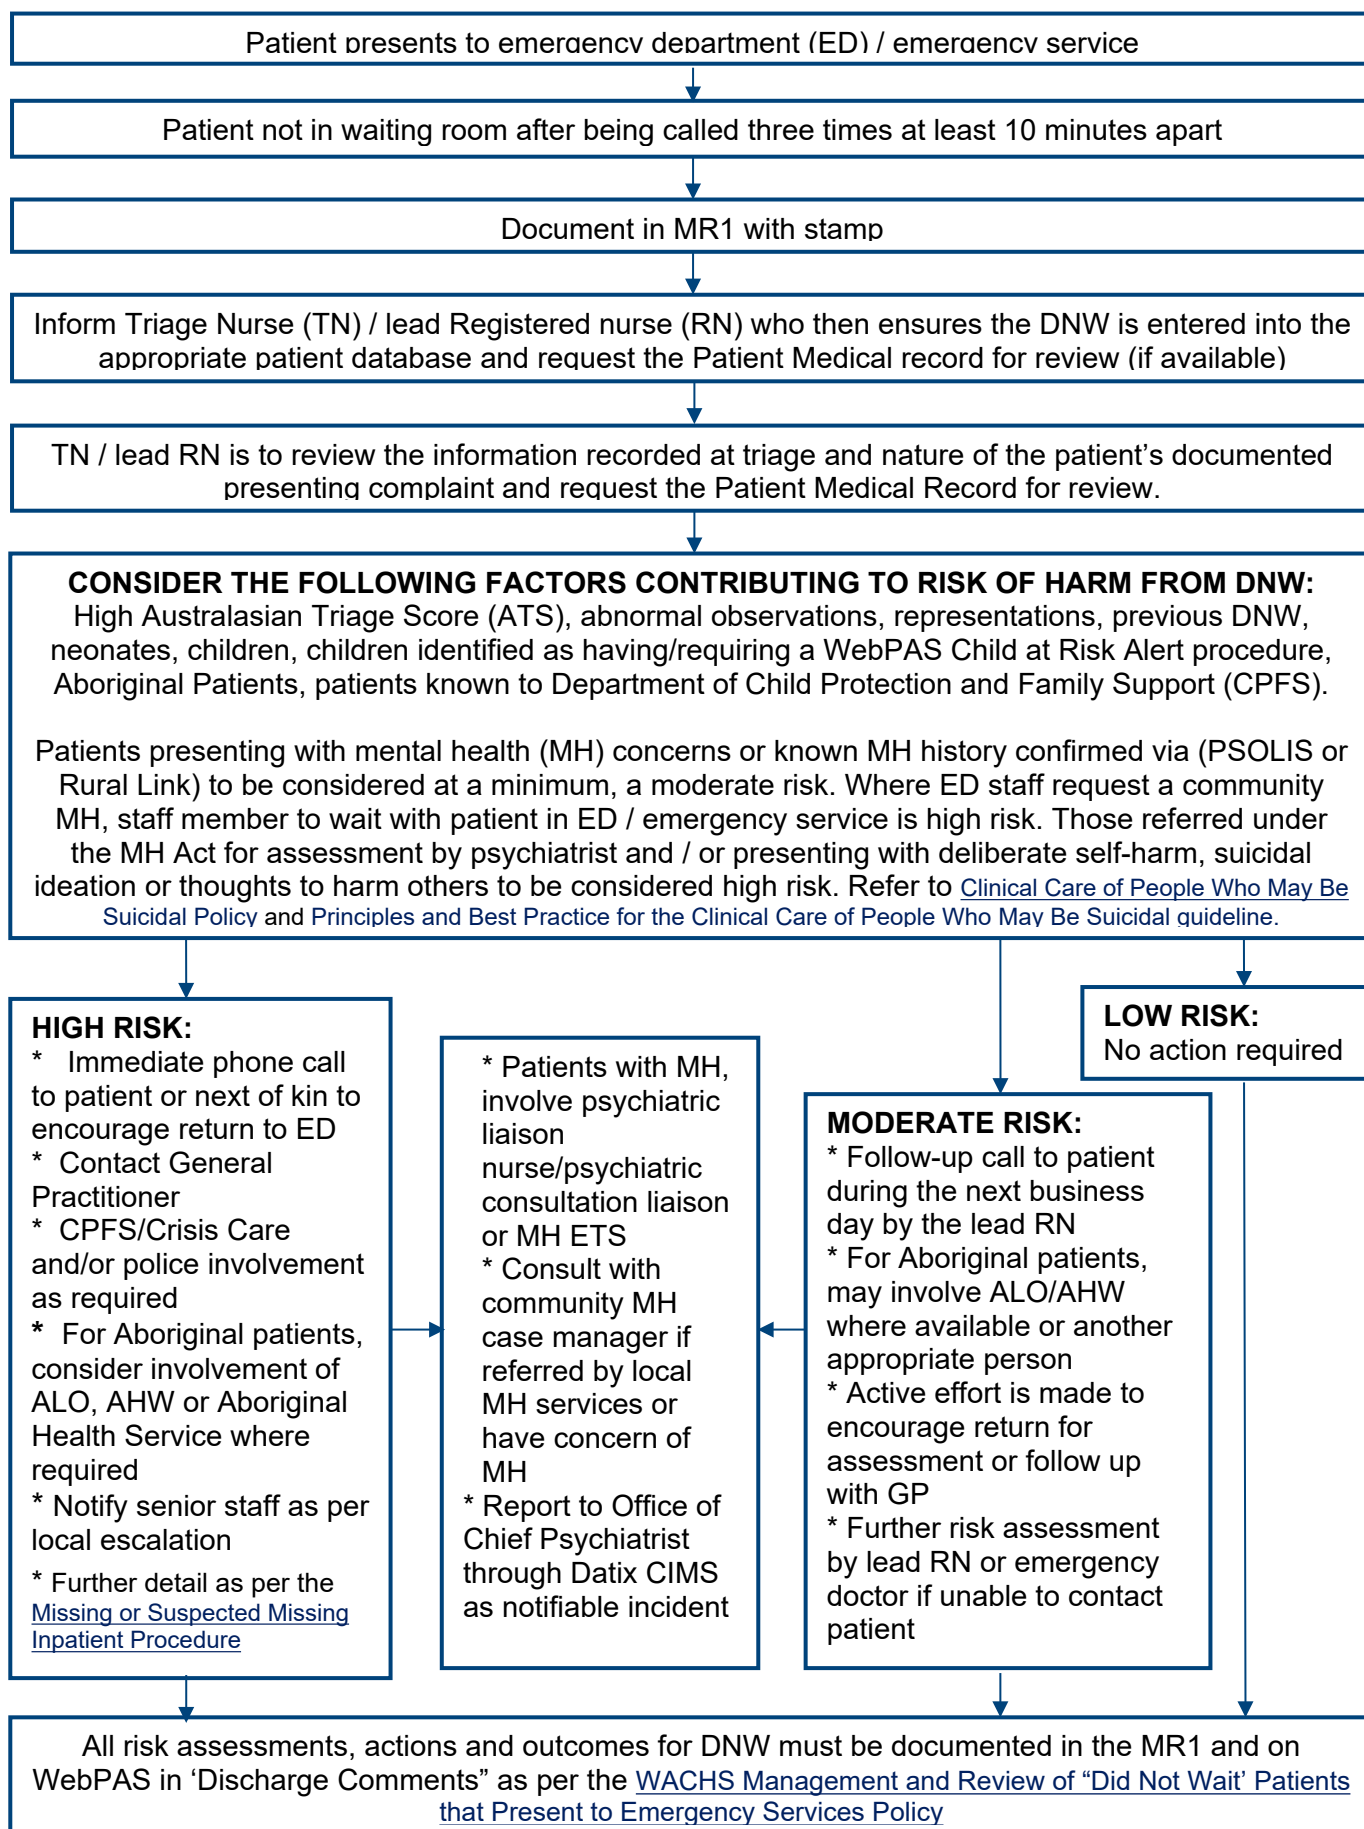 Patient presents to emergency department (ED) / emergency service
Patient not in waiting room after being called three times at least 10 minutes apart
Document in MR1 with stamp
Inform Triage Nurse (TN) / lead Registered nurse (RN) who then ensures the DNW is entered into the
appropriate patient database and request the Patient Medical record for review (if available)
TN / lead RN is to review the information recorded at triage and nature of the patient's documented
presenting complaint and request the Patient Medical Record for review.
CONSIDER THE FOLLOWING FACTORS CONTRIBUTING TO RISK OF HARM FROM DNW:
High Australasian Triage Score (ATS), abnormal observations, representations, previous DNW,
neonates, children, children identified as having/requiring a WebPAS Child at Risk Alert procedure,
Aboriginal Patients, patients known to Department of Child Protection and Family Support (CPFS).
Patients presenting with mental health (MH) concerns or known MH history confirmed via (PSOLIS or
Rural Link) to be considered at a minimum, a moderate risk. Where ED staff request a community
MH, staff member to wait with patient in ED / emergency service is high risk. Those referred under
the MH Act for assessment by psychiatrist and / or presenting with deliberate self-harm, suicidal
ideation or thoughts to harm others to be considered high risk. Refer to Clinical Care of People Who May Be
Suicidal Policy and Principles and Best Practice for the Clinical Care of People Who May Be Suicidal guideline.
HIGH RISK:
* Immediate phone call
to patient or next of kin to
encourage return to ED
* Contact General
Practitioner
* CPFS/Crisis Care
and/or police involvement
as required
* For Aboriginal patients,
consider involvement of
ALO, AHW or Aboriginal
Health Service where
required
* Notify senior staff as per
local escalation
* Further detail as per the
Missing or Suspected Missing
Inpatient Procedure
* Patients with MH,
involve psychiatric
liaison
nurse/psychiatric
consultation liaison
or MH ETS
* Consult with
community MH
case manager if
referred by local
MH services or
have concern of
MH
* Report to Office of
Chief Psychiatrist
through Datix CIMS
as notifiable incident
MODERATE RISK:
* Follow-up call to patient
during the next business
day by the lead RN
* For Aboriginal patients,
may involve ALO/AHW
where available or another
appropriate person
* Active effort is made to
encourage return for
assessment or follow up
with GP
* Further risk assessment
by lead RN or emergency
doctor if unable to contact
patient
LOW RISK:
No action required
All risk assessments, actions and outcomes for DNW must be documented in the MR1 and on
WebPAS in 'Discharge Comments" as per the WACHS Management and Review of "Did Not Wait' Patients
that Present to Emergency Services Policy